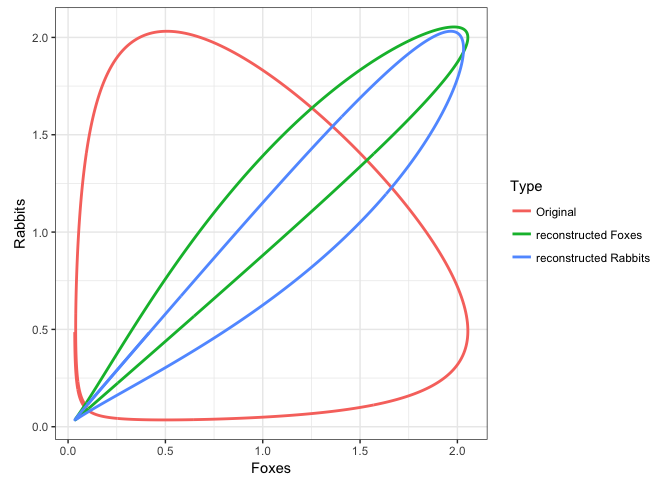 2.0
1.5
1.0
0.5
0.0
Rabbits
0.0 0.5 1.0 1.5 2.0
Foxes
Type
Original
reconstructed Foxes
reconstructed Rabbits